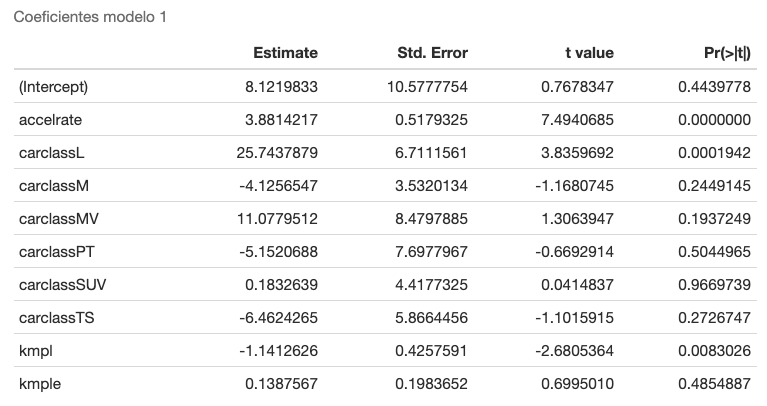 Coeficientes modelo 1
Estimate Std. Error t value Pr(>|t|)
(Intercept) 8.1219833 10.5777754 0.7678347 0.4439778
accelrate 3.8814217 0.5179325 7.4940685 0.0000000
carclassL 25.7437879 6.7111561 3.8359692 0.0001942
carclassM -4.1256547 3.5320134 -1.1680745 0.2449145
carclassMV 11.0779512 8.4797885 1.3063947 0.1937249
carclassPT -5.1520688 7.6977967 -0.6692914 0.5044965
carclassSUV 0.1832639 4.4177325 0.0414837 0.9669739
carclassTS -6.4624265 5.8664456 -1.1015915 0.2726747
kmpl -1.1412626 0.4257591 -2.6805364 0.0083026
kmple 0.1387567 0.1983652 0.6995010 0.4854887